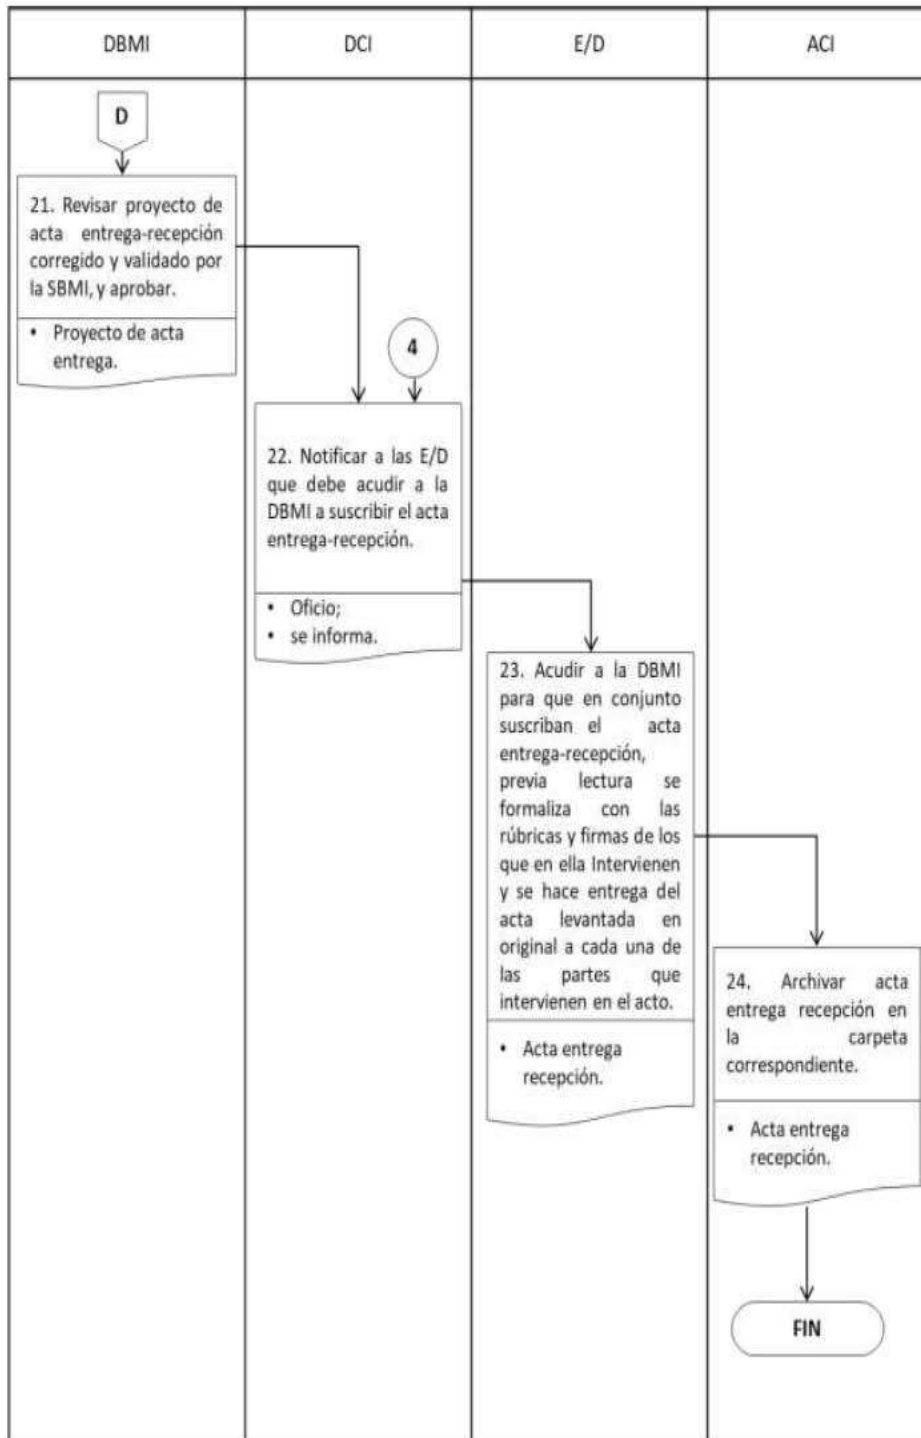 DBMI
DCI
E/D
ACI
D
21. Revisar proyecto de
acta entrega-recepción
corregido y validado por
la SBMI, y aprobar.
• Proyecto de acta
entrega.
4
22. Notificar a las E/D
que debe acudir a la
DBMI a suscribir el acta
entrega-recepción.
• Oficio;
• se informa.
23. Acudir a la DBMI
para que en conjunto
suscriban el acta
entrega-recepción,
previa lectura se
formaliza con las
rúbricas y firmas de los
que en ella Intervienen
y se hace entrega del
acta levantada en
original a cada una de
las partes que
intervienen en el acto.
• Acta entrega
recepción.
24. Archivar acta
entrega recepción en
la carpeta
correspondiente.
• Acta entrega
recepción.
FIN